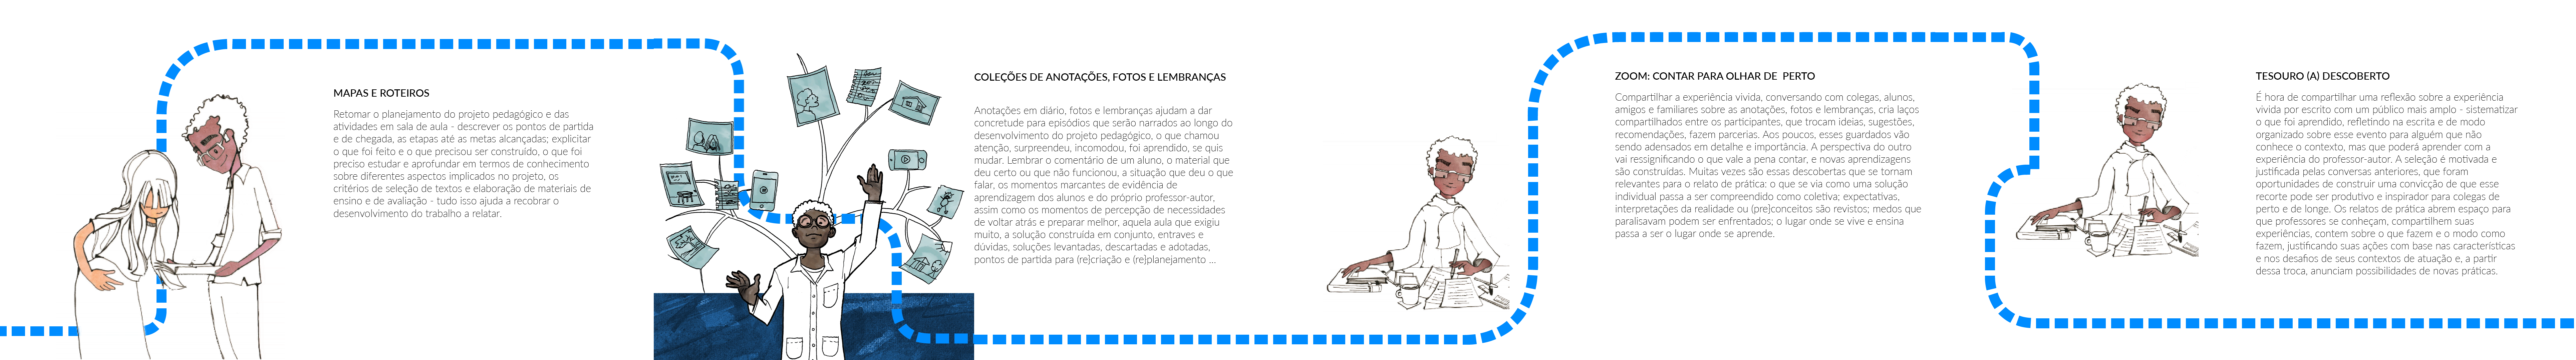 MAPAS E ROTEIROS
Retomar o planejamento do projeto pedagógico e das
atividades em sala de aula - descrever os pontos de partida
e de chegada, as etapas até as metas alcançadas; explicitar
o que foi feito e o que precisou ser construído, o que foi
preciso estudar e aprofundar em termos de conhecimento
sobre diferentes aspectos implicados no projeto, os
critérios de seleção de textos e elaboração de materiais de
ensino e de avaliação - tudo isso ajuda a recobrar o
desenvolvimento do trabalho a relatar.
COLEÇÕES DE ANOTAÇÕES, FOTOS E LEMBRANÇAS
Anotações em diário, fotos e lembranças ajudam a dar
concretude para episódios que serão narrados ao longo do
desenvolvimento do projeto pedagógico, o que chamou
atenção, surpreendeu, incomodou, foi aprendido, se quis
mudar. Lembrar o comentário de um aluno, o material que
deu certo ou que não funcionou, a situação que deu o que
falar, os momentos marcantes de evidência de
aprendizagem dos alunos e do próprio professor-autor,
assim como os momentos de percepção de necessidades
de voltar atrás e preparar melhor, aquela aula que exigiu
muito, a solução construída em conjunto, entraves e
dúvidas, soluções levantadas, descartadas e adotadas,
pontos de partida para (re)criação e (re)planejamento ...
ZOOM: CONTAR PARA OLHAR DE PERTO
Compartilhar a experiência vivida, conversando com colegas, alunos,
amigos e familiares sobre as anotações, fotos e lembranças, cria laços
compartilhados entre os participantes, que trocam ideias, sugestões,
recomendações, fazem parcerias. Aos poucos, esses guardados vão
sendo adensados em detalhe e importância. A perspectiva do outro
vai ressignificando o que vale a pena contar, e novas aprendizagens
são construídas. Muitas vezes são essas descobertas que se tornam
relevantes para o relato de prática: o que se via como uma solução
individual passa a ser compreendido como coletiva; expectativas,
interpretações da realidade ou (pre)conceitos são revistos; medos que
paralisavam podem ser enfrentados; o lugar onde se vive e ensina
passa a ser o lugar onde se aprende.
TESOURO (A) DESCOBERTO
É hora de compartilhar uma reflexão sobre a experiência
vivida por escrito com um público mais amplo - sistematizar
o que foi aprendido, refletindo na escrita e de modo
organizado sobre esse evento para alguém que não
conhece o contexto, mas que poderá aprender com a
experiência do professor-autor. A seleção é motivada e
justificada pelas conversas anteriores, que foram
oportunidades de construir uma convicção de que esse
recorte pode ser produtivo e inspirador para colegas de
perto e de longe. Os relatos de prática abrem espaço para
que professores se conheçam, compartilhem suas
experiências, contem sobre o que fazem e o modo como
fazem, justificando suas ações com base nas características
e nos desafios de seus contextos de atuação e, a partir
dessa troca, anunciam possibilidades de novas práticas.